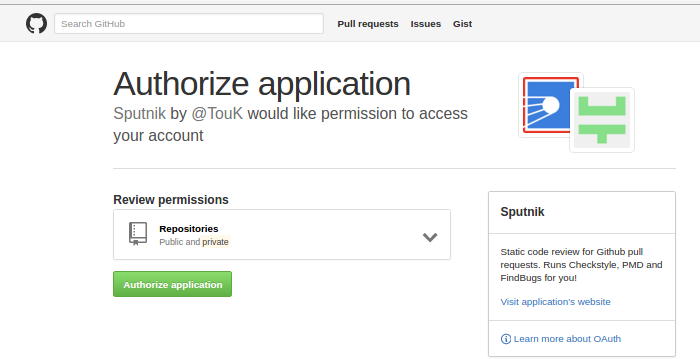 Search GitHub
Pull requests Issues Gist
Authorize application
Sputnik by @TouK would like permission to access
your account
Review permissions
Repositories
Public and private
Authorize application
Sputnik
Static code review for Github pull
requests. Runs Checkstyle, PMD and
FindBugs for you!
Visit application's website
Learn more about OAuth